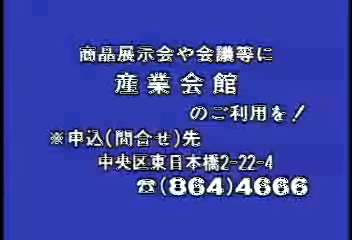 商品展示会や会議等に
産業会館
のご利用を!
※申込(問合せ)先
中央区東日本橋2-22-4
☎(864)4666